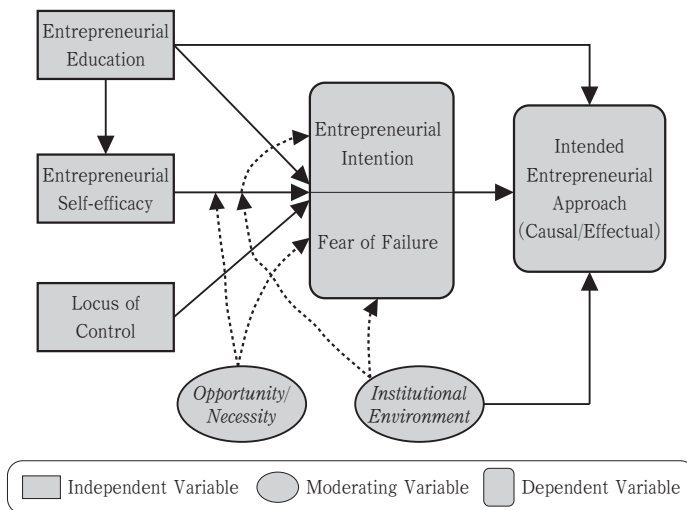 Entrepreneurial
Education
Entrepreneurial
Self-efficacy
Locus of
Control
Entrepreneurial
Intention
Fear of Failure
Intended
Entrepreneurial
Approach
(Causal/Effectual)
Opportunity/
Necessity
Institutional
Environment
Independent Variable
Moderating Variable
Dependent Variable